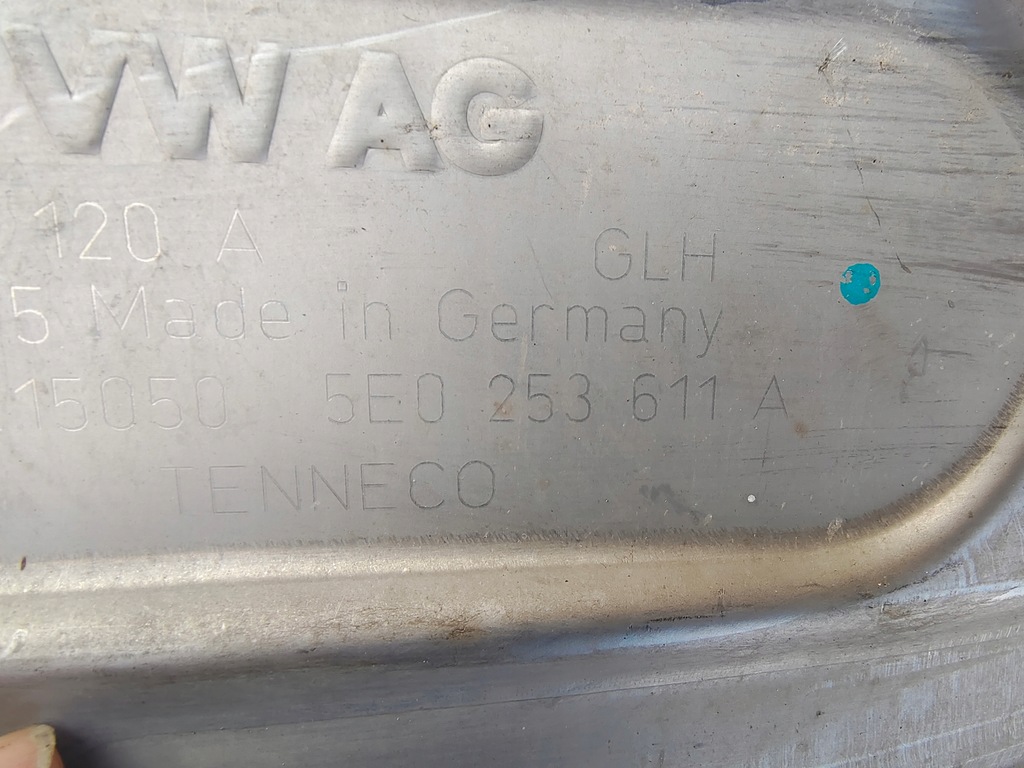 VW AG
120 A GLH
5 Made in Germany
15050 5E0 253 611 A
TENNECO